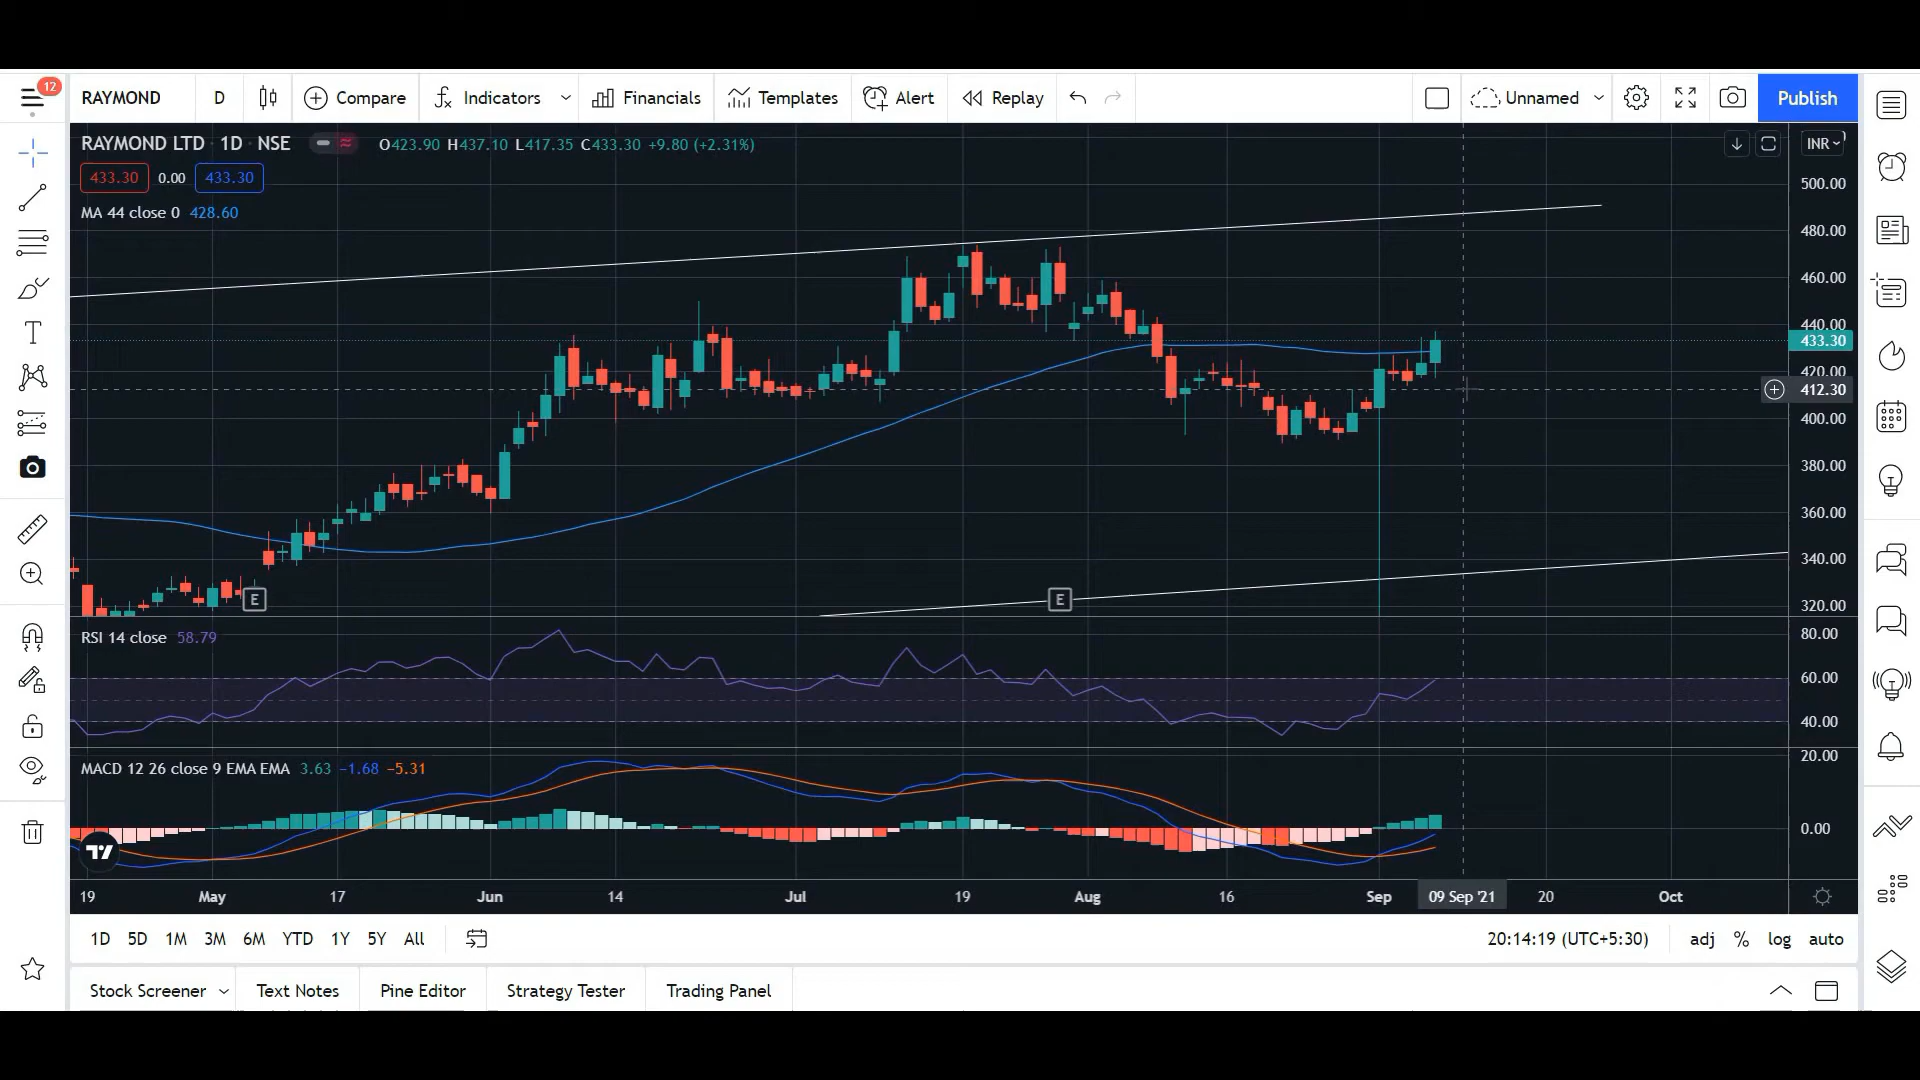 12
RAYMOND D Compare Indicators Financials Templates Alert Replay Unnamed Publish
RAYMOND LTD 1D NSE O423.90 H437.10 L417.35 C433.30 +9.80 (+2.31%) INR
433.30 0.00 433.30
MA 44 close 0 428.60
500.00
480.00
460.00
440.00
433.30
420.00
412.30
400.00
380.00
360.00
340.00
320.00
E E
RSI 14 close 58.79
80.00
60.00
40.00
MACD 12 26 close 9 EMA EMA 3.63 −1.68 −5.31
20.00
0.00
19 May 17 Jun 14 Jul 19 Aug 16 Sep 09 Sep '21 20 Oct
1D 5D 1M 3M 6M YTD 1Y 5Y All 20:14:19 (UTC+5:30) adj % log auto
Stock Screener Text Notes Pine Editor Strategy Tester Trading Panel